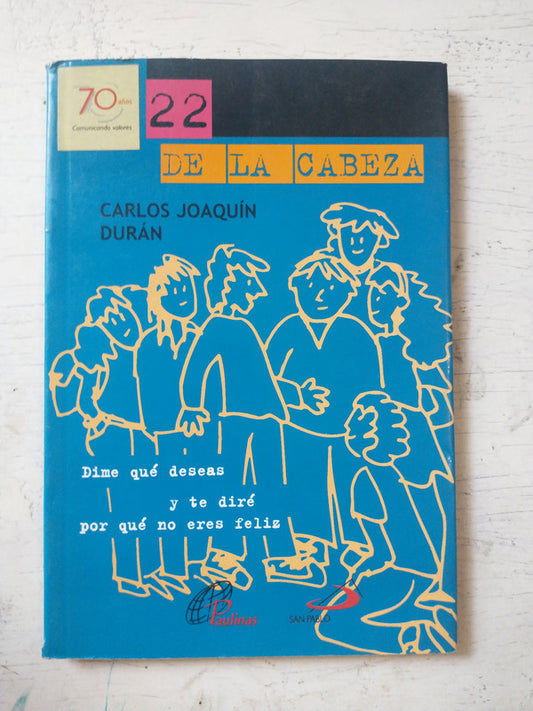 70 años
Comunicando valores
22
DE LA CABEZA
CARLOS JOAQUÍN
DURÁN
Dime qué deseas
y te diré
por qué no eres feliz
Paulinas
SAN PABLO